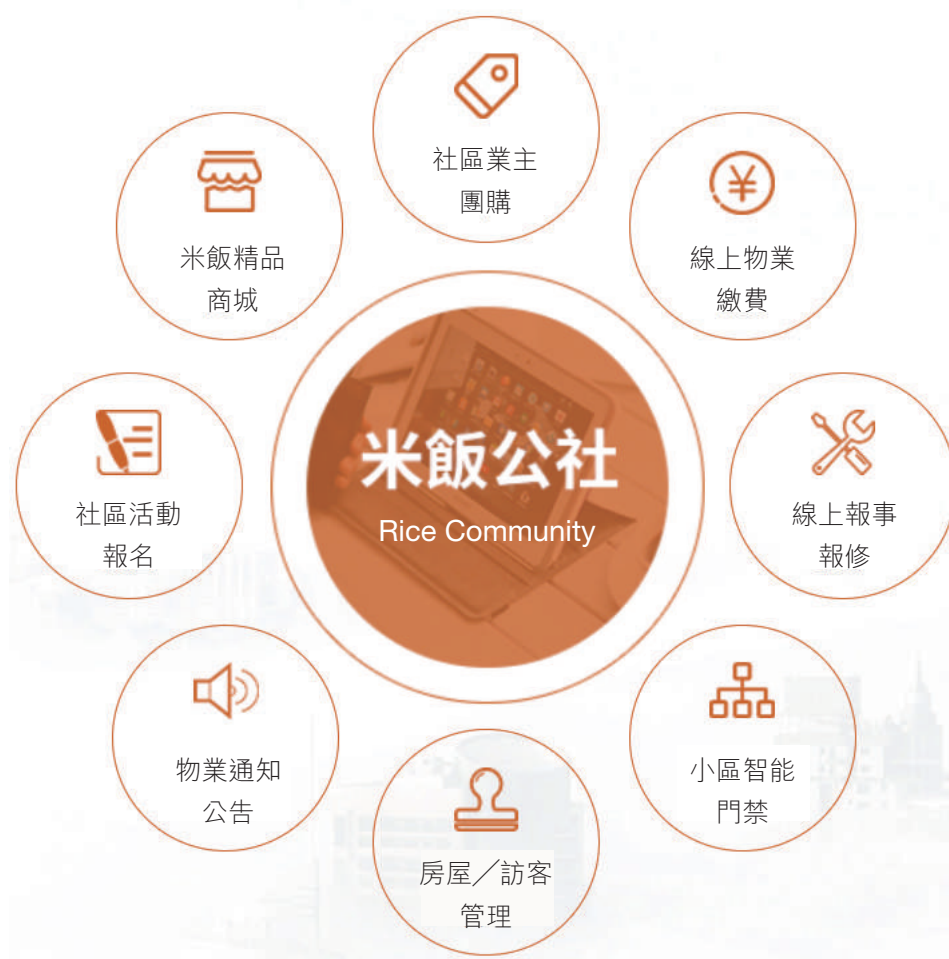 社區業主
團購
米飯精品
商城
線上物業
繳費
米飯公社
Rice Community
社區活動
報名
線上報事
報修
物業通知
公告
小區智能
門禁
房屋／訪客
管理